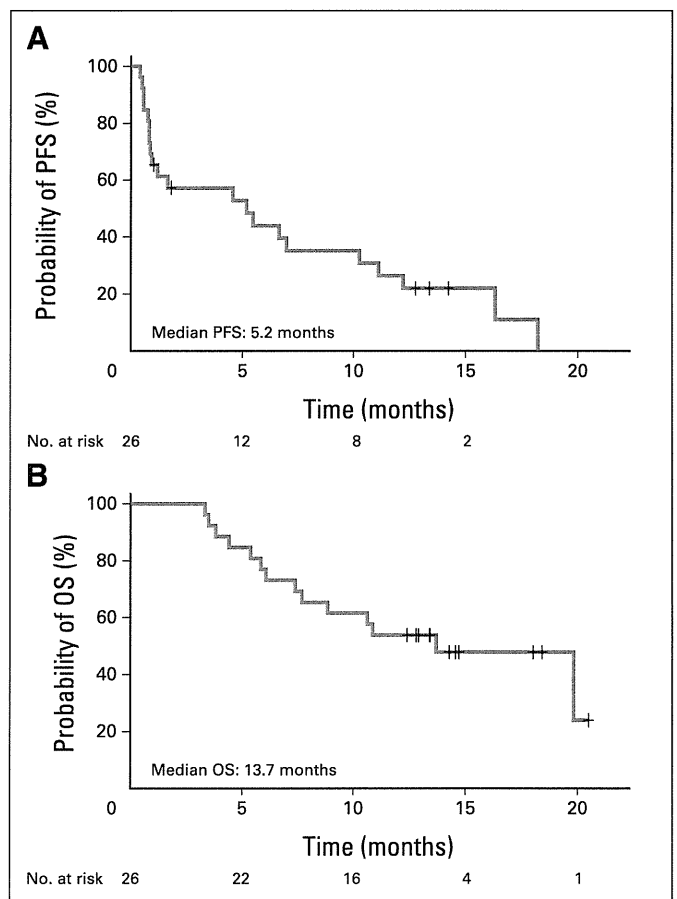 A
Probability of PFS (%)
100
80
60
40
20
Median PFS: 5.2 months
0 5 10 15 20
Time (months)
No. at risk 26 12 8 2
B
Probability of OS (%)
100
80
60
40
20
Median OS: 13.7 months
0 5 10 15 20
Time (months)
No. at risk 26 22 16 4 1